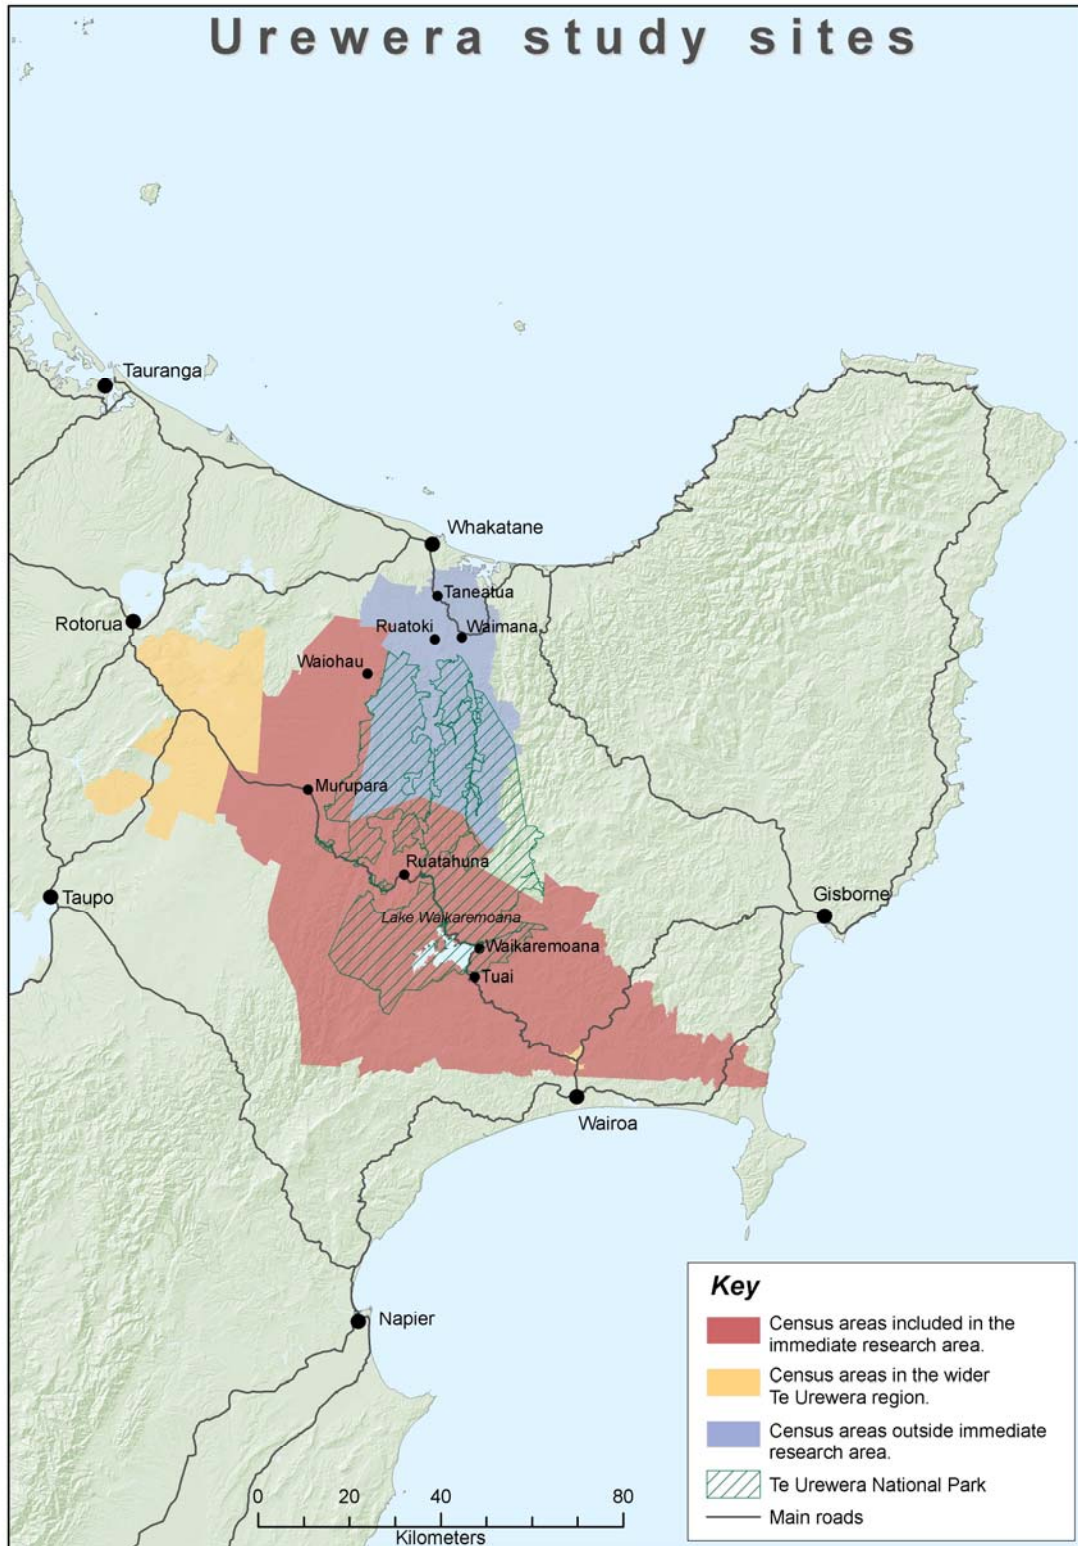 Urewera study sites
Tauranga
Whakatane
Taneatua
Rotorua
Ruatoki
Waimana
Waiohau
Murupara
Ruatahuna
Taupo
Gisborne
Lake Waikaremoana
Waikaremoana
Tuai
Wairoa
Napier
Key
Census areas included in the
immediate research area.
Census areas in the wider
Te Urewera region.
Census areas outside immediate
research area.
Te Urewera National Park
Main roads
0 20 40 80
Kilometers